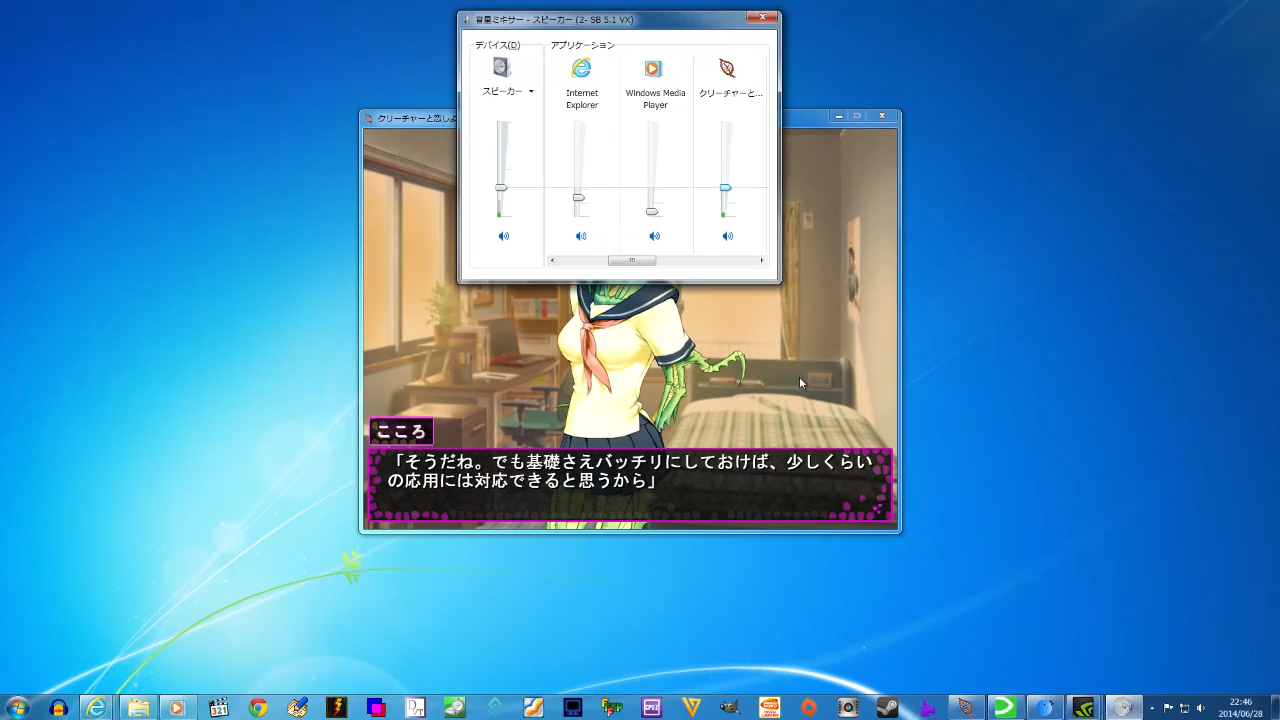 音量ミキサー - スピーカー (2- SB 5.1 VX)
デバイス(D)
アプリケーション
スピーカー
Internet
Explorer
Windows Media
Player
クリーチャーと...
クリーチャーと恋しよ
こころ
「そうだね。でも基礎さえバッチリにしておけば、少しくらい
の応用には対応できると思うから」
321
22:46
2014/06/28